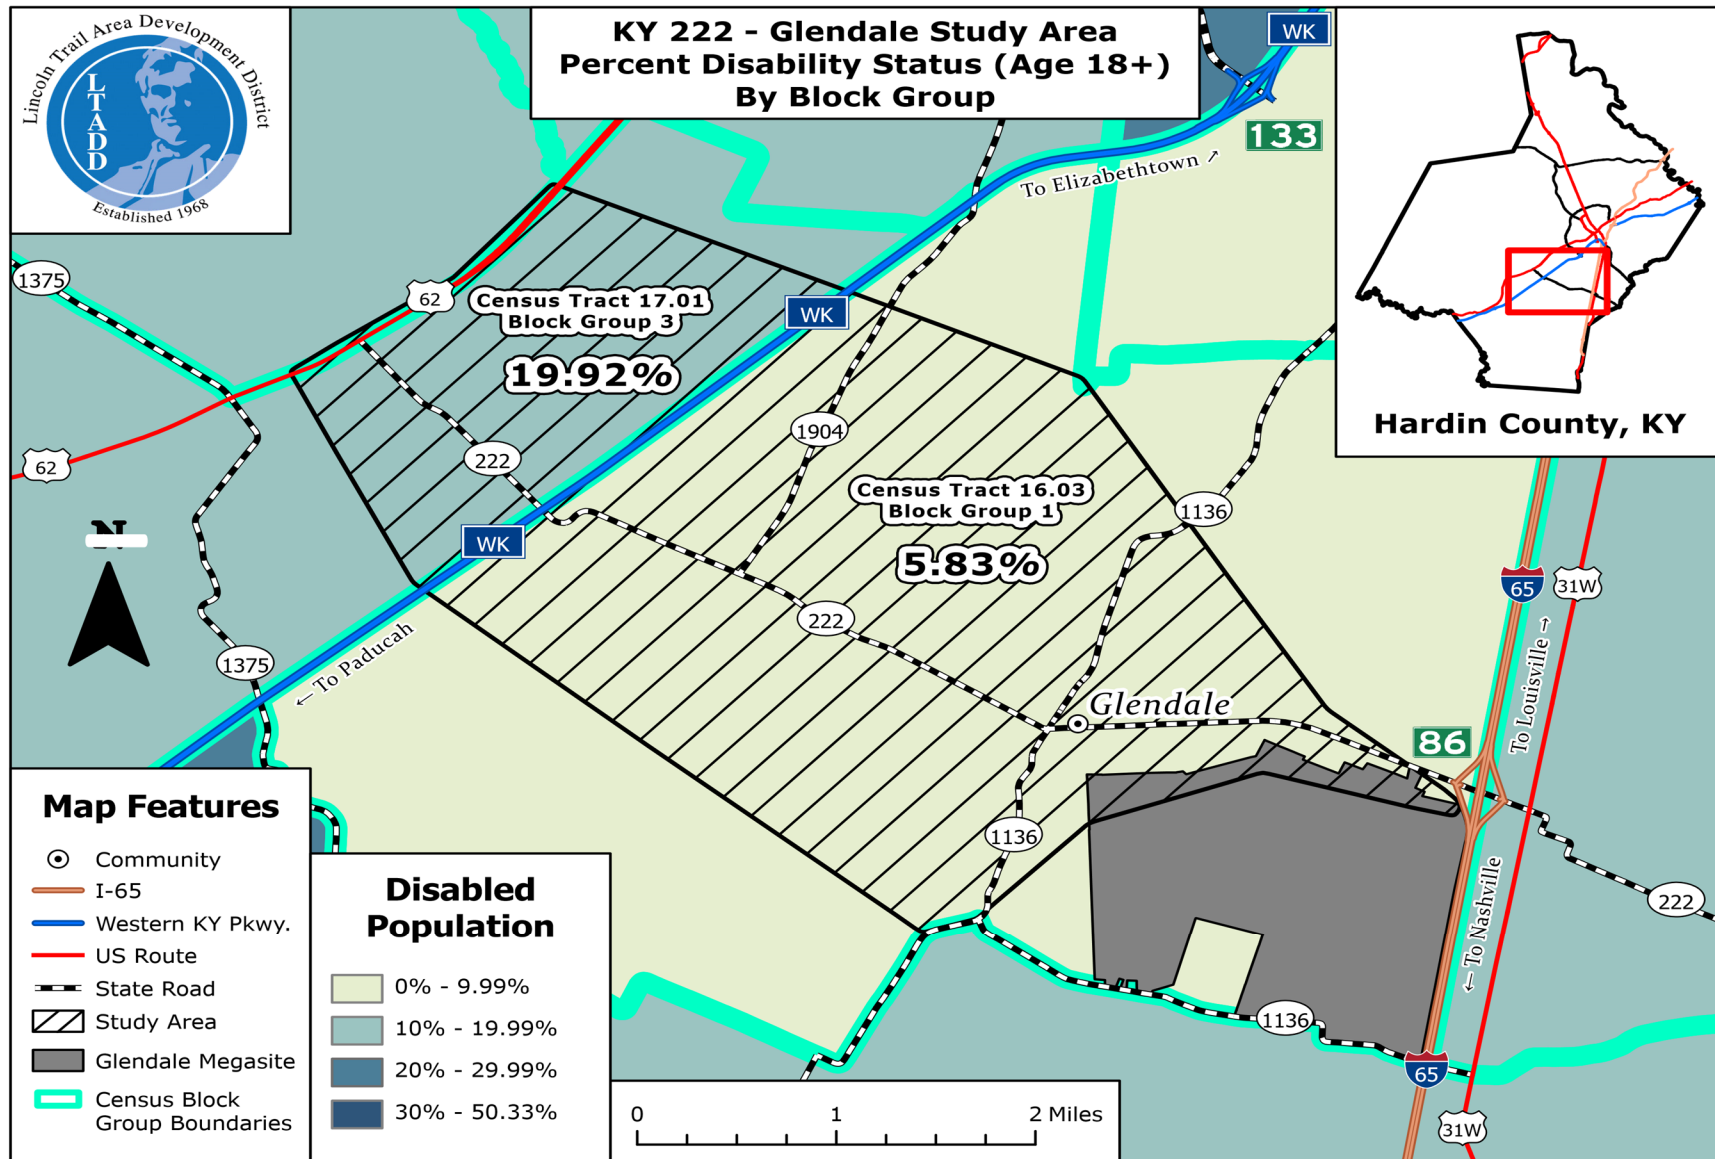 Lincoln Trail Area Development District
LTADD
Established 1968
KY 222 - Glendale Study Area
Percent Disability Status (Age 18+)
By Block Group
WK
133
To Elizabethtown ↗
Hardin County, KY
1375
62
Census Tract 17.01
Block Group 3
19.92%
WK
1904
62
222
Census Tract 16.03
Block Group 1
5.83%
1136
WK
N
65
31W
222
1375
← To Paducah
To Louisville →
Glendale
86
1136
222
← To Nashville
1136
65
31W
Map Features
Community
I-65
Western KY Pkwy.
US Route
State Road
Study Area
Glendale Megasite
Census Block
Group Boundaries
Disabled
Population
0% - 9.99%
10% - 19.99%
20% - 29.99%
30% - 50.33%
0 1 2 Miles